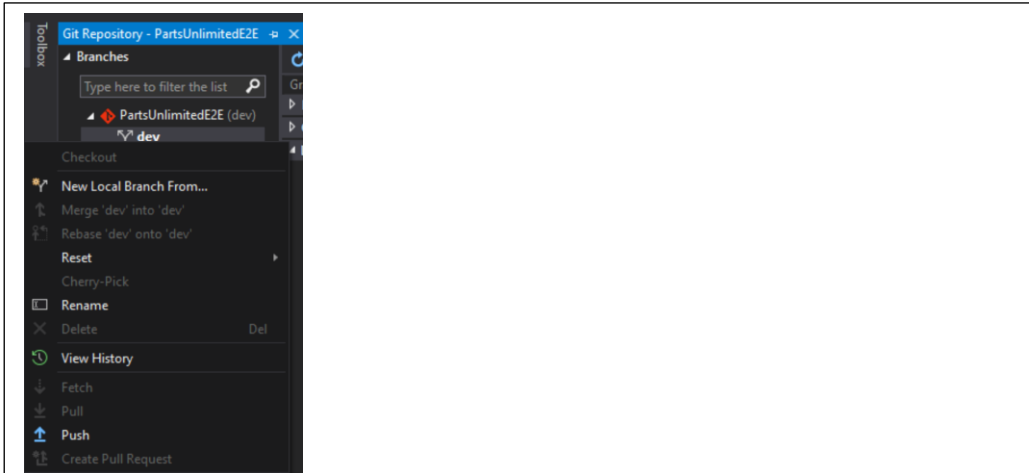 Toolbox
Git Repository - PartsUnlimitedE2E
Branches
Type here to filter the list
Gr
PartsUnlimitedE2E (dev)
dev
Checkout
New Local Branch From...
Merge 'dev' into 'dev'
Rebase 'dev' onto 'dev'
Reset
Cherry-Pick
Rename
Delete Del
View History
Fetch
Pull
Push
Create Pull Request